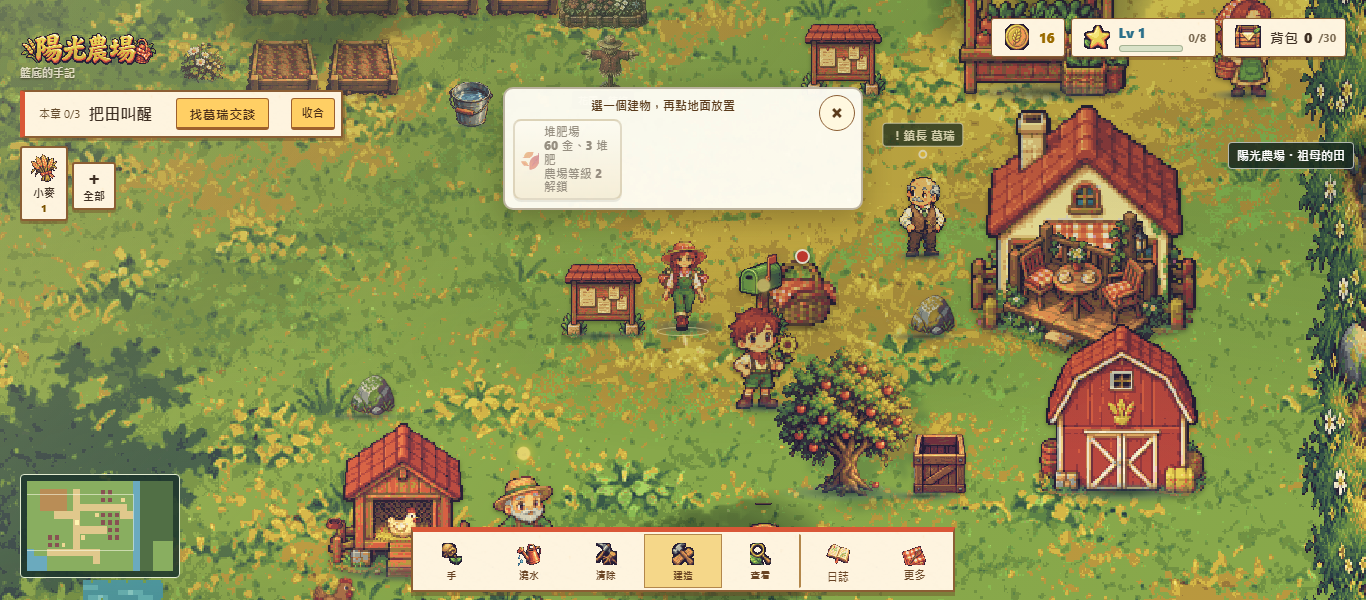 陽光農場
籃底的手記
16
Lv 1
0/8
背包 0 /30
本章 0/3 把田叫醒
找葛瑞交談
收合
選一個建物，再點地面放置
×
堆肥場
60 金、3 堆
肥
農場等級 2
解鎖
！鎮長 葛瑞
陽光農場・祖母的田
小麥
1
+
全部
手
澆水
清除
建造
查看
日誌
更多